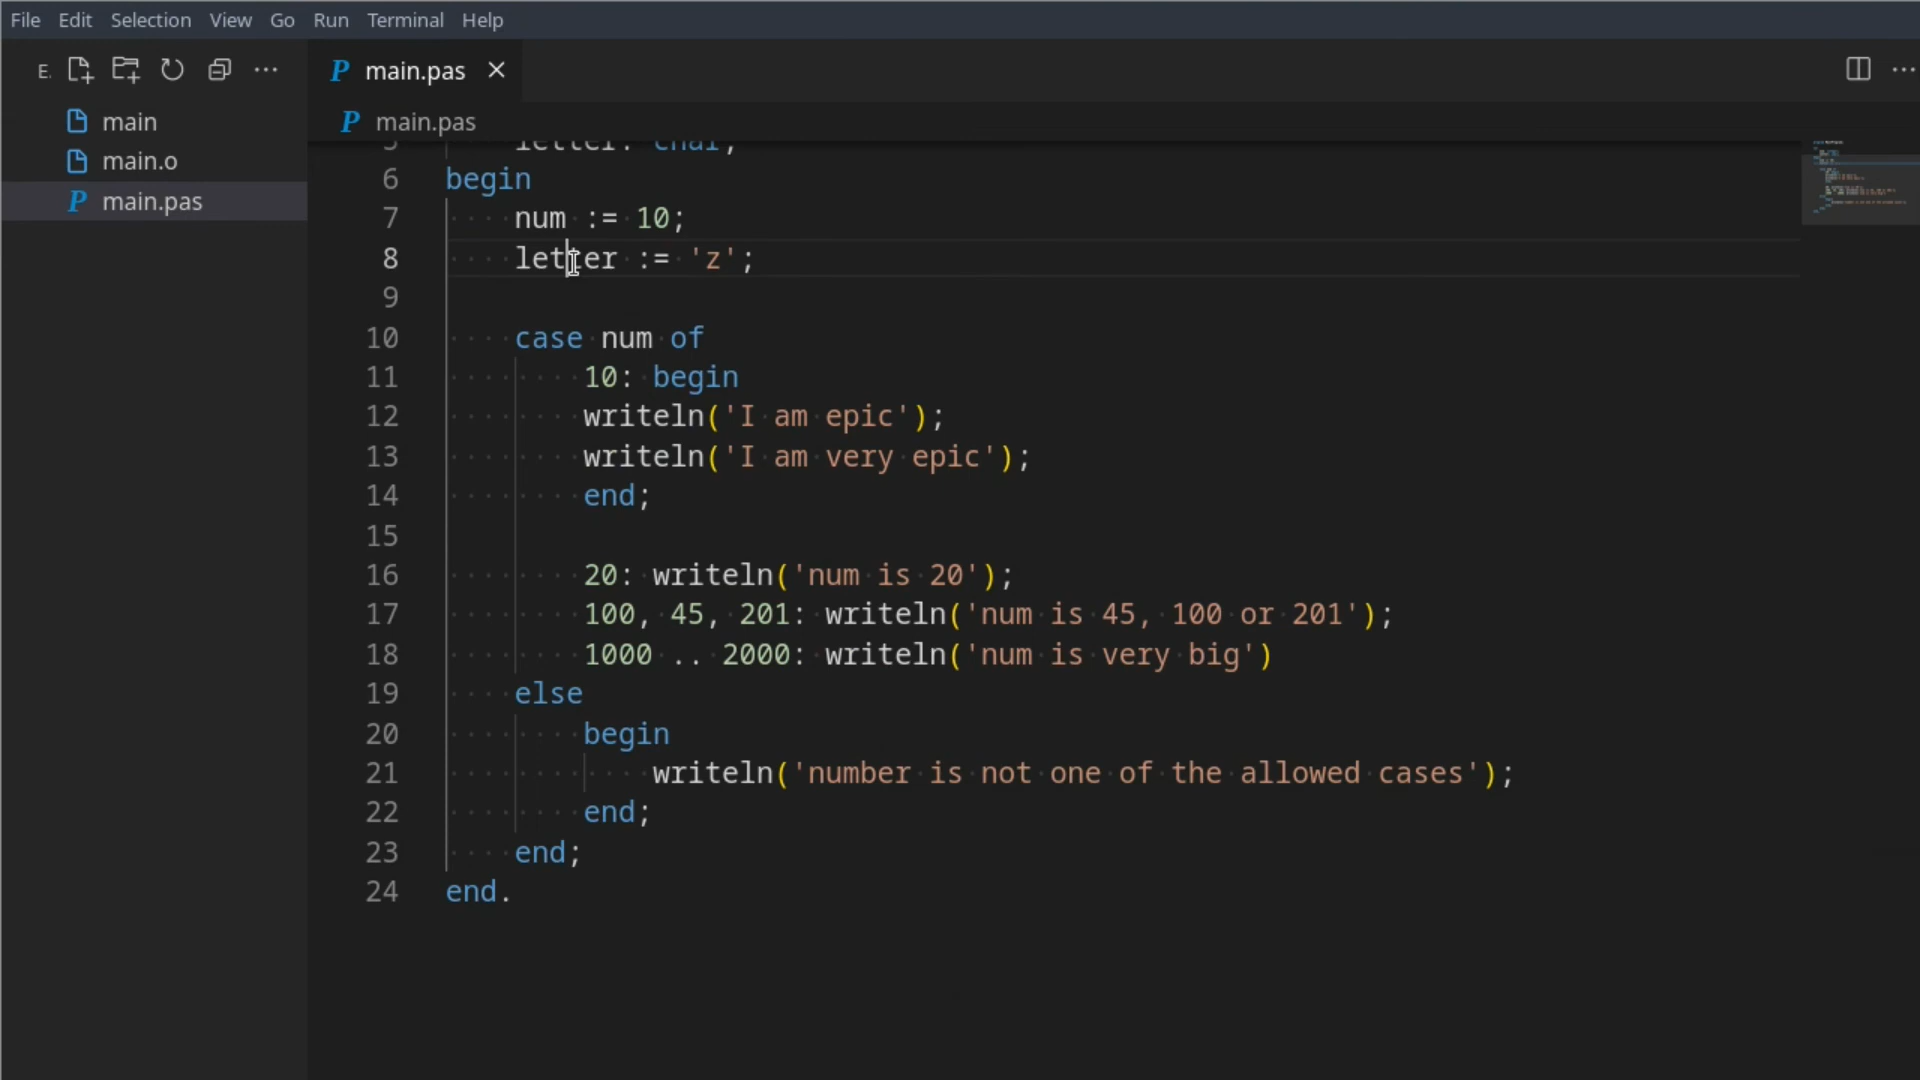 File Edit Selection View Go Run Terminal Help
E. main.pas
main.pas
main
main.o
main.pas
5 letter: char;
6 begin
7 num := 10;
8 letter := 'z';
9
10 case num of
11 10: begin
12 writeln('I am epic');
13 writeln('I am very epic');
14 end;
15
16 20: writeln('num is 20');
17 100, 45, 201: writeln('num is 45, 100 or 201');
18 1000 .. 2000: writeln('num is very big')
19 else
20 begin
21 writeln('number is not one of the allowed cases');
22 end;
23 end;
24 end.